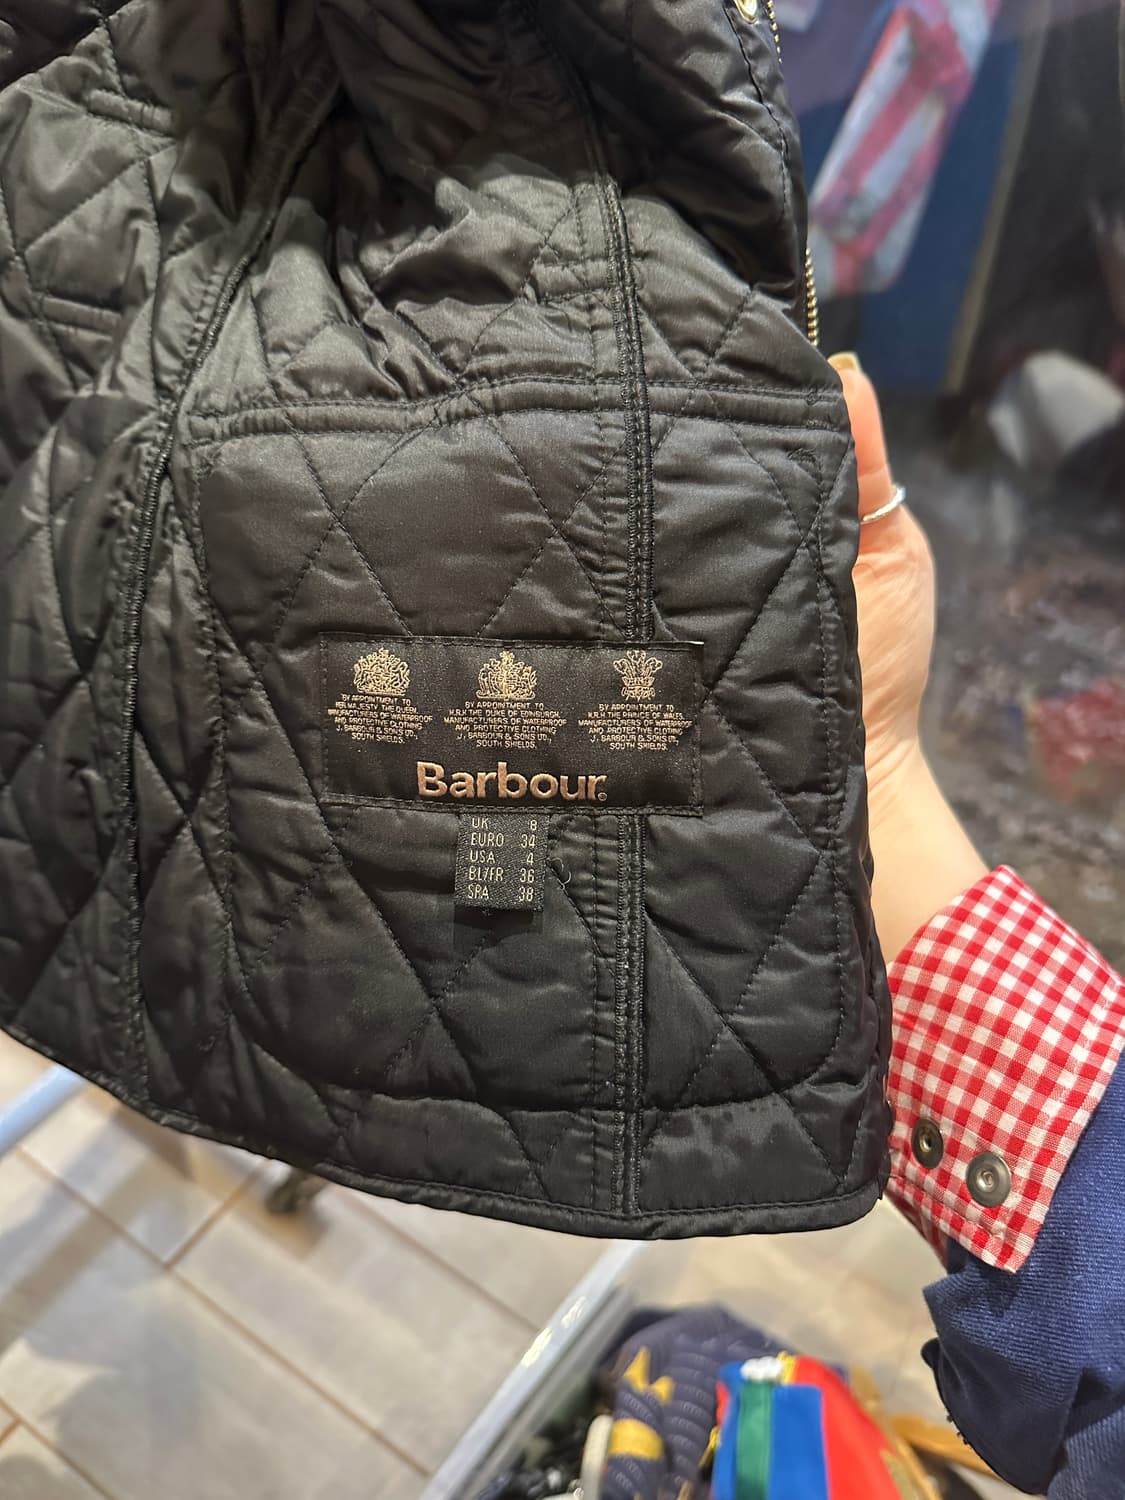 BY APPOINTMENT TO
HER MAJESTY THE QUEEN,
MANUFACTURERS OF WATERPROOF
AND PROTECTIVE CLOTHING
J. BARBOUR & SONS LTD.,
SOUTH SHIELDS.
BY APPOINTMENT TO
H.R.H THE DUKE OF EDINBURGH,
MANUFACTURERS OF WATERPROOF
AND PROTECTIVE CLOTHING
J. BARBOUR & SONS LTD.,
SOUTH SHIELDS.
BY APPOINTMENT TO
H.R.H THE PRINCE OF WALES,
MANUFACTURERS OF WATERPROOF
AND PROTECTIVE CLOTHING
J. BARBOUR & SONS LTD.,
SOUTH SHIELDS.
Barbour®
UK 8
EURO 34
USA 4
BL/FR 36
SPA 38